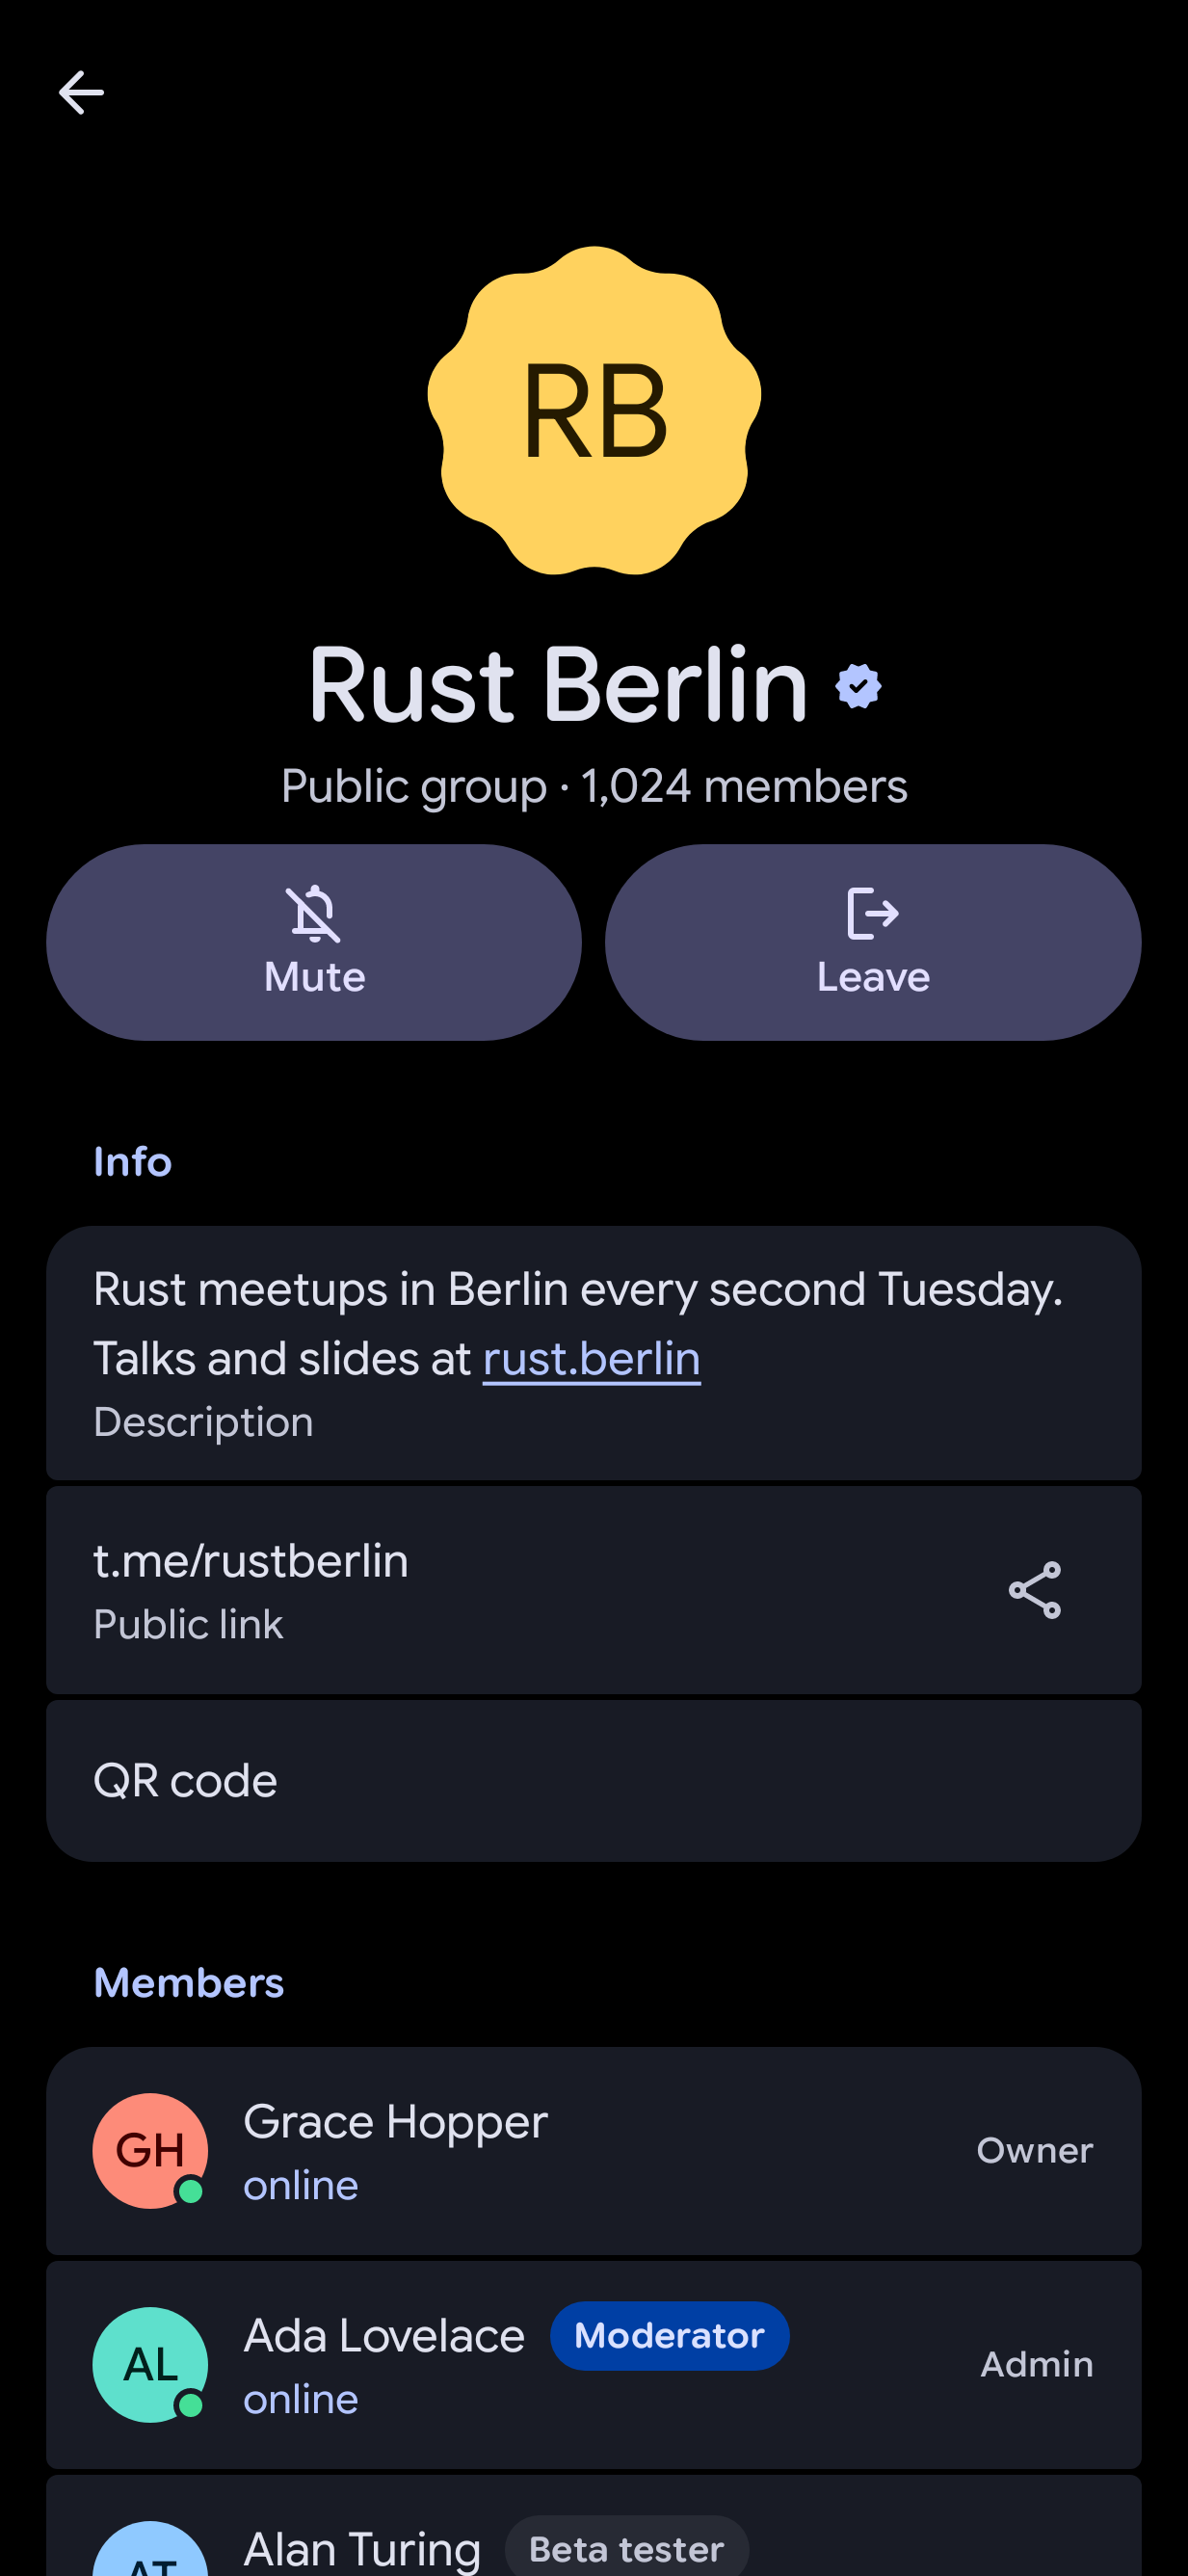 RB
Rust Berlin
Public group · 1,024 members
Mute
Leave
Info
Rust meetups in Berlin every second Tuesday.
Talks and slides at rust.berlin
Description
t.me/rustberlin
Public link
QR code
Members
GH
Grace Hopper
online
Owner
AL
Ada Lovelace Moderator
online
Admin
AT
Alan Turing Beta tester